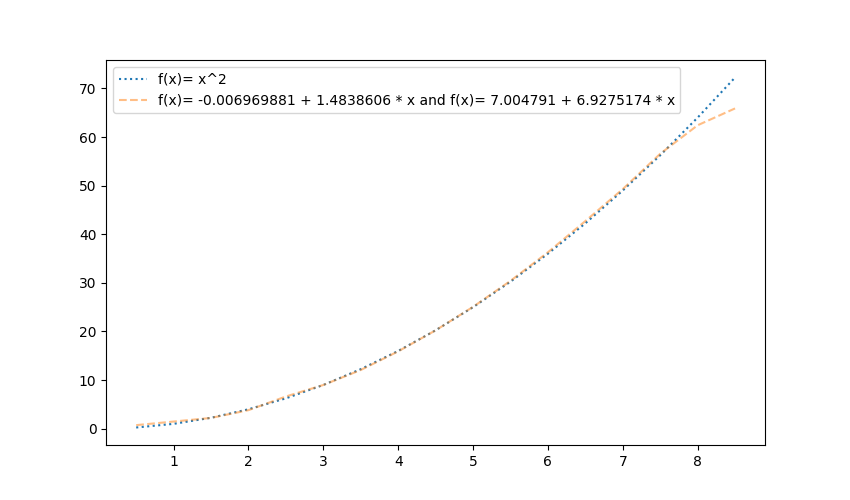 f(x)= x^2
f(x)= -0.006969881 + 1.4838606 * x and f(x)= 7.004791 + 6.9275174 * x
70
60
50
40
30
20
10
0
1 2 3 4 5 6 7 8